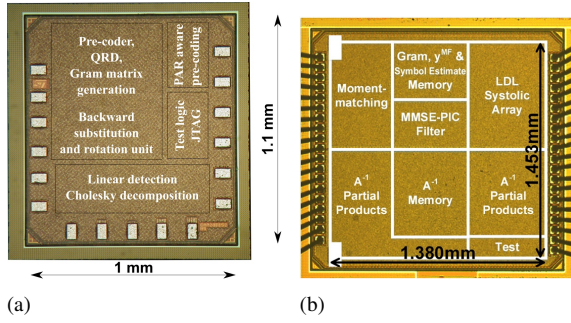 Pre-coder,
QRD,
Gram matrix
generation
Backward
substitution
and rotation unit
PAR aware
pre-coding
Test logic
JTAG
Linear detection
Cholesky decomposition
1 mm
1.1 mm
(a)
Moment-
matching
Gram, y^MF &
Symbol Estimate
Memory
MMSE-PIC
Filter
LDL
Systolic
Array
A⁻¹
Partial
Products
A⁻¹
Memory
A⁻¹
Partial
Products
Test
1.380mm
1.453mm
(b)